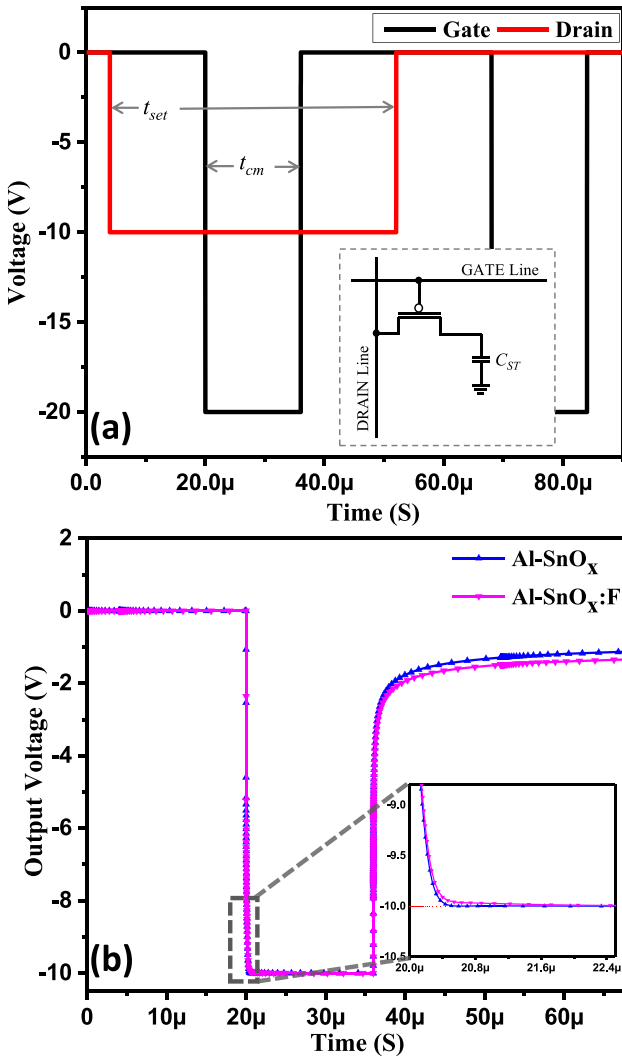 Gate Drain
0
-5
-10
-15
-20
Voltage (V)
t_set
t_cm
GATE Line
DRAIN Line
C_ST
(a)
0.0 20.0µ 40.0µ 60.0µ 80.0µ
Time (S)
2
0
-2
-4
-6
-8
-10
Output Voltage (V)
Al-SnOx
Al-SnOx:F
-9.0
-9.5
-10.0
-10.5
20.0µ 20.8µ 21.6µ 22.4µ
(b)
0 10µ 20µ 30µ 40µ 50µ 60µ
Time (S)